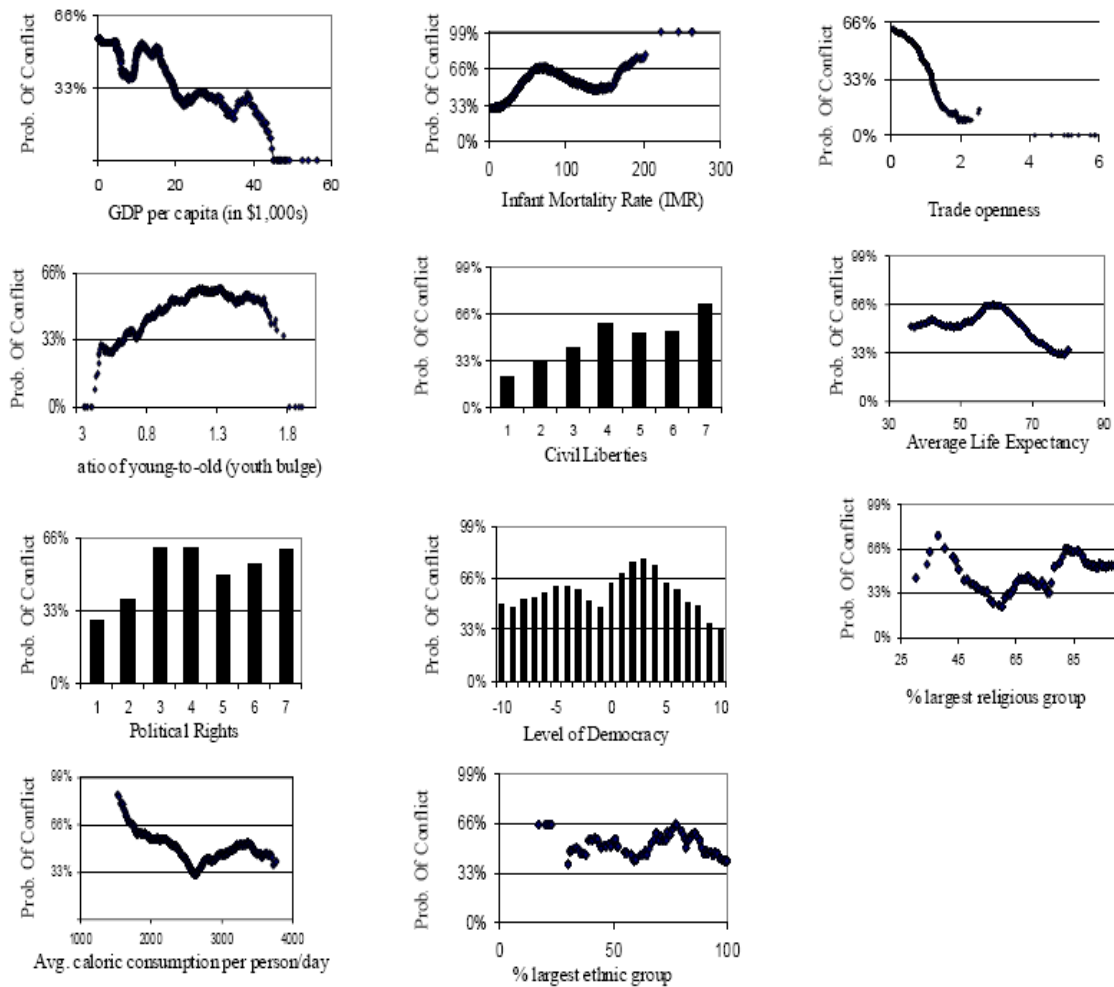 66%
33%
Prob. Of Conflict
0 20 40 60
GDP per capita (in $1,000s)
99%
66%
33%
0%
Prob. Of Conflict
0 100 200 300
Infant Mortality Rate (IMR)
66%
33%
0%
Prob. Of Conflict
0 2 4 6
Trade openness
66%
33%
0%
Prob. Of Conflict
3 0.8 1.3 1.8
atio of young-to-old (youth bulge)
99%
66%
33%
0%
Prob. Of Conflict
1 2 3 4 5 6 7
Civil Liberties
99%
66%
33%
0%
Prob. Of Conflict
30 50 70 90
Average Life Expectancy
66%
33%
0%
Prob. Of Conflict
1 2 3 4 5 6 7
Political Rights
99%
66%
33%
0%
Prob. Of Conflict
-10 -5 0 5 10
Level of Democracy
99%
66%
33%
0%
Prob. Of Conflict
25 45 65 85
% largest religious group
99%
66%
33%
Prob. Of Conflict
1000 2000 3000 4000
Avg. caloric consumption per person/day
99%
66%
33%
0%
Prob. Of Conflict
0 50 100
% largest ethnic group